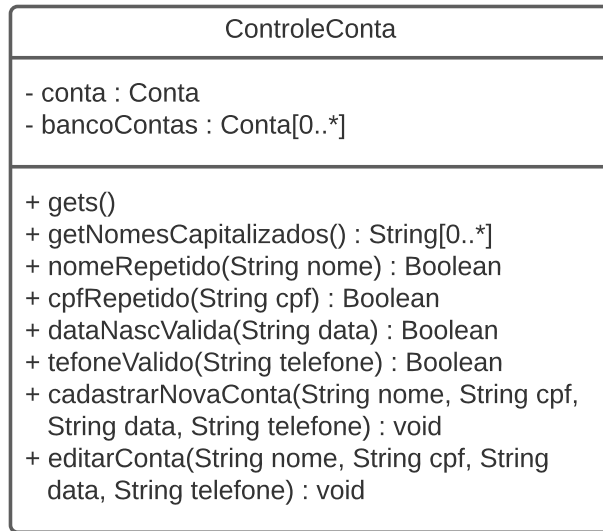 ControleConta
- conta : Conta
- bancoContas : Conta[0..*]
+ gets()
+ getNomesCapitalizados() : String[0..*]
+ nomeRepetido(String nome) : Boolean
+ cpfRepetido(String cpf) : Boolean
+ dataNascValida(String data) : Boolean
+ tefoneValido(String telefone) : Boolean
+ cadastrarNovaConta(String nome, String cpf,
String data, String telefone) : void
+ editarConta(String nome, String cpf, String
data, String telefone) : void